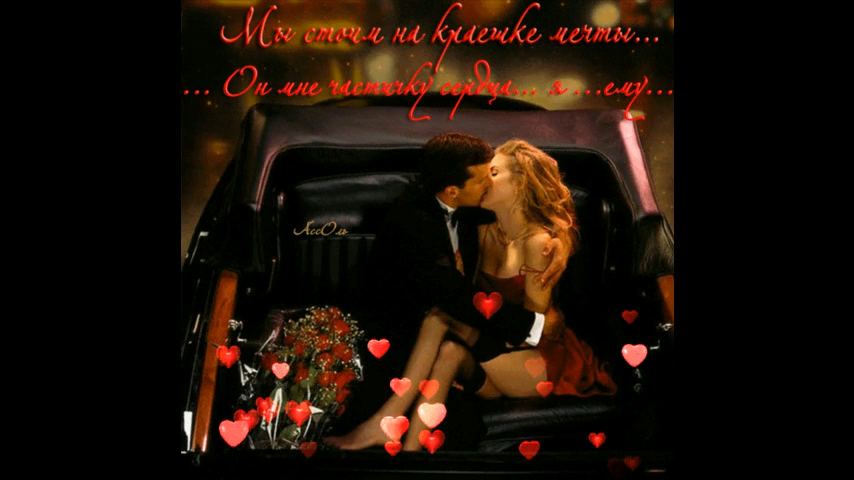 Мы стоим на краешке мечты...
... Он мне частичку сердца... я ...ему...
АссОль